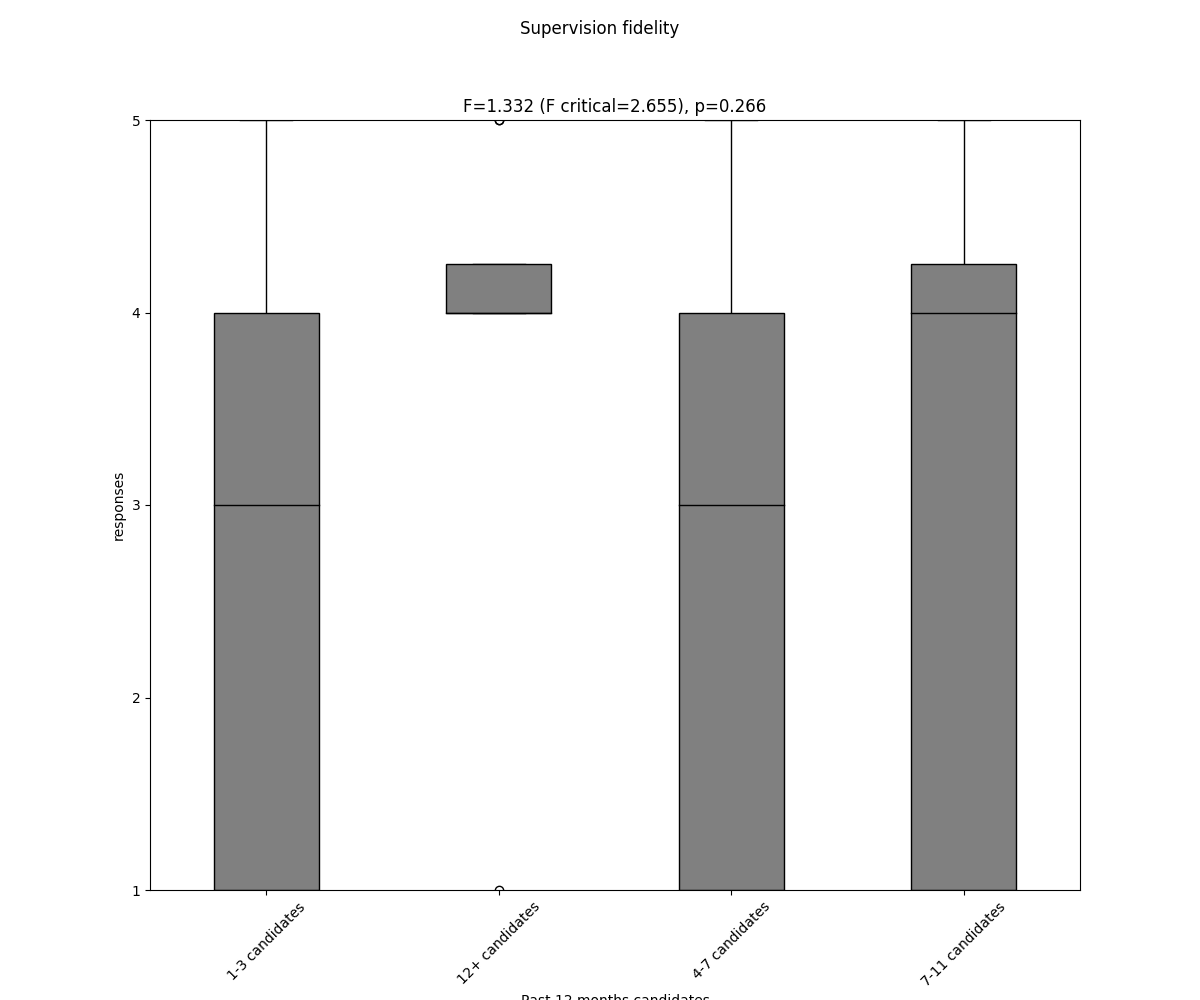 Supervision fidelity
F=1.332 (F critical=2.655), p=0.266
5
4
3
2
1
responses
1-3 candidates
12+ candidates
4-7 candidates
7-11 candidates
Past 12 months candidates